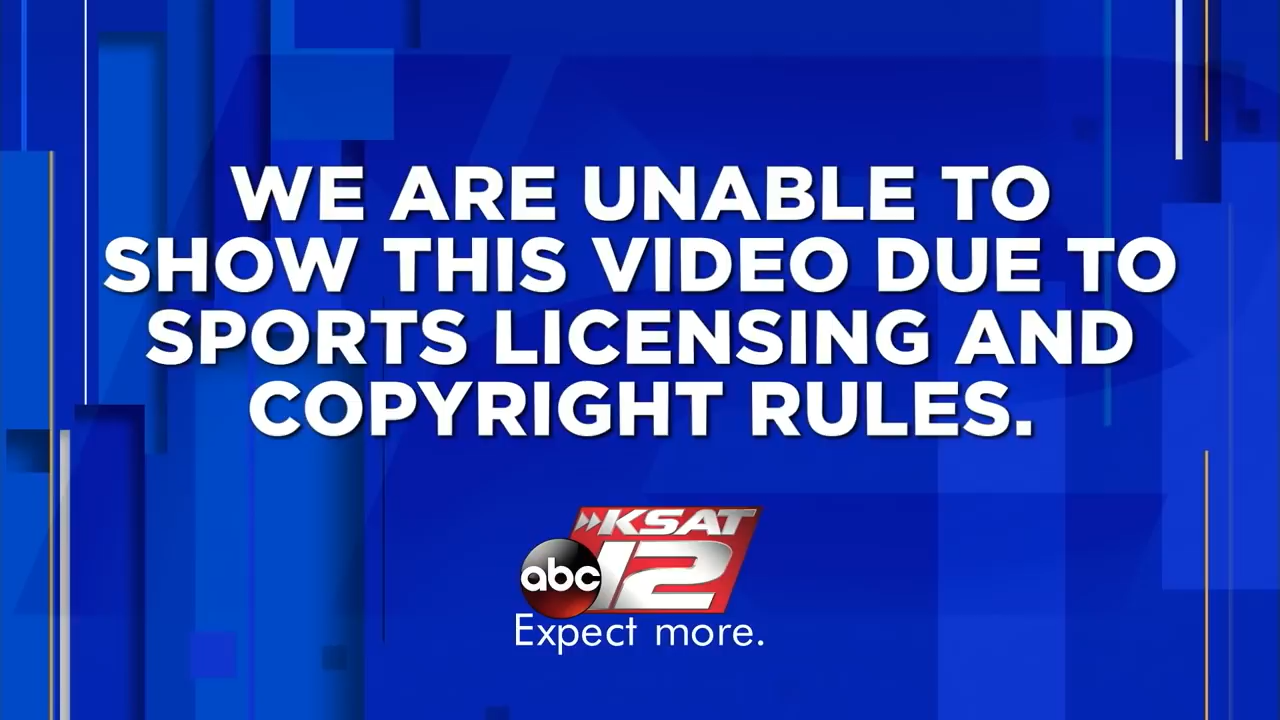 WE ARE UNABLE TO
SHOW THIS VIDEO DUE TO
SPORTS LICENSING AND
COPYRIGHT RULES.
KSAT
abc 12
Expect more.